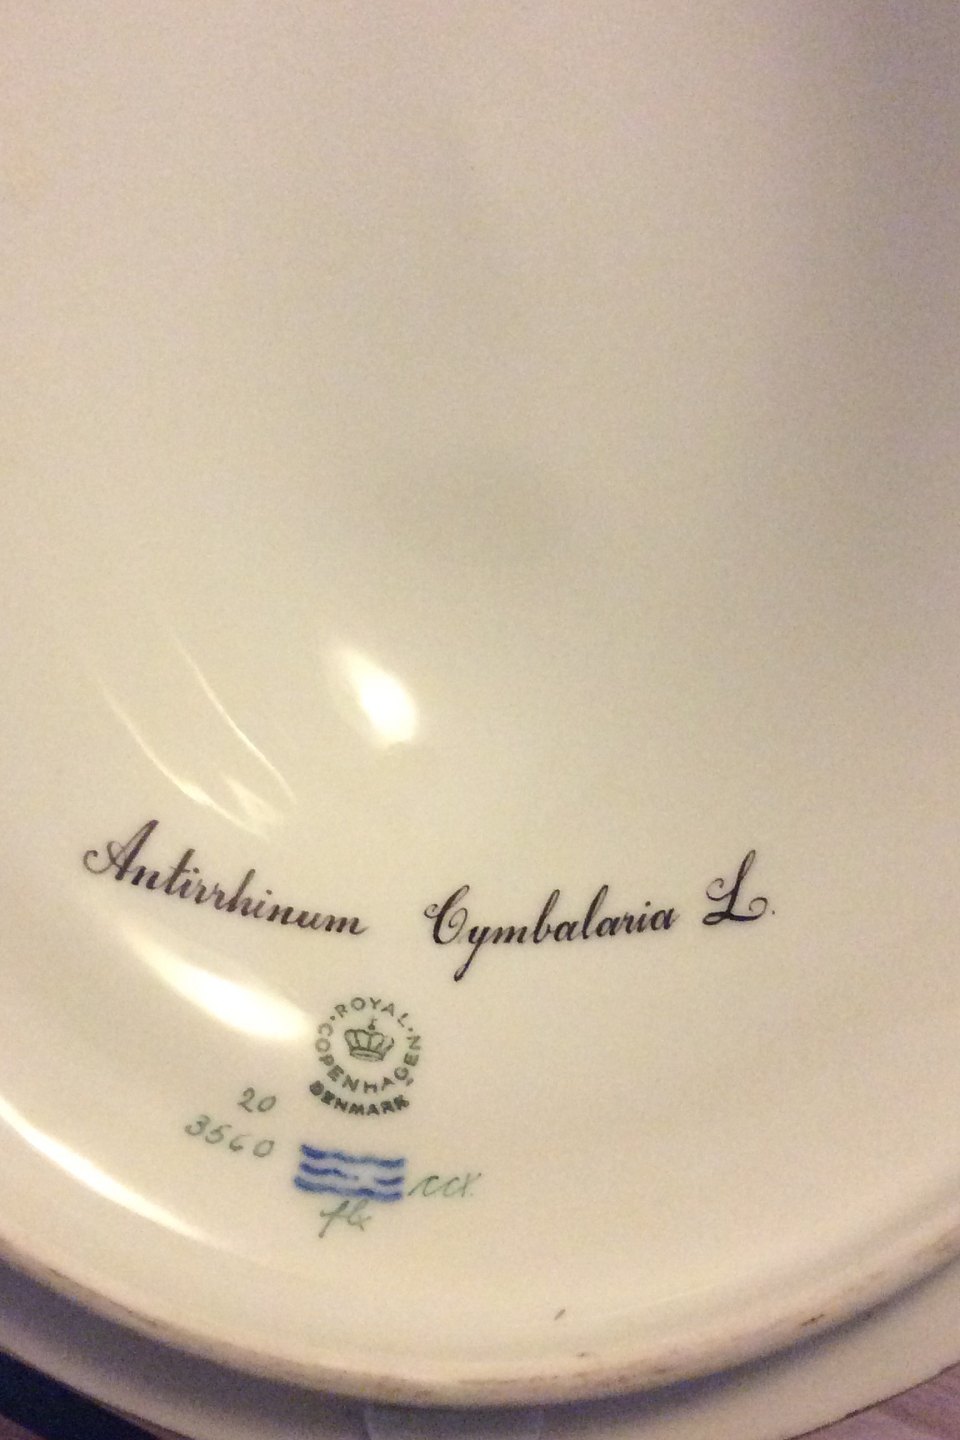 Antirrhinum Cymbalaria L.
ROYAL COPENHAGEN
DENMARK
20
3560